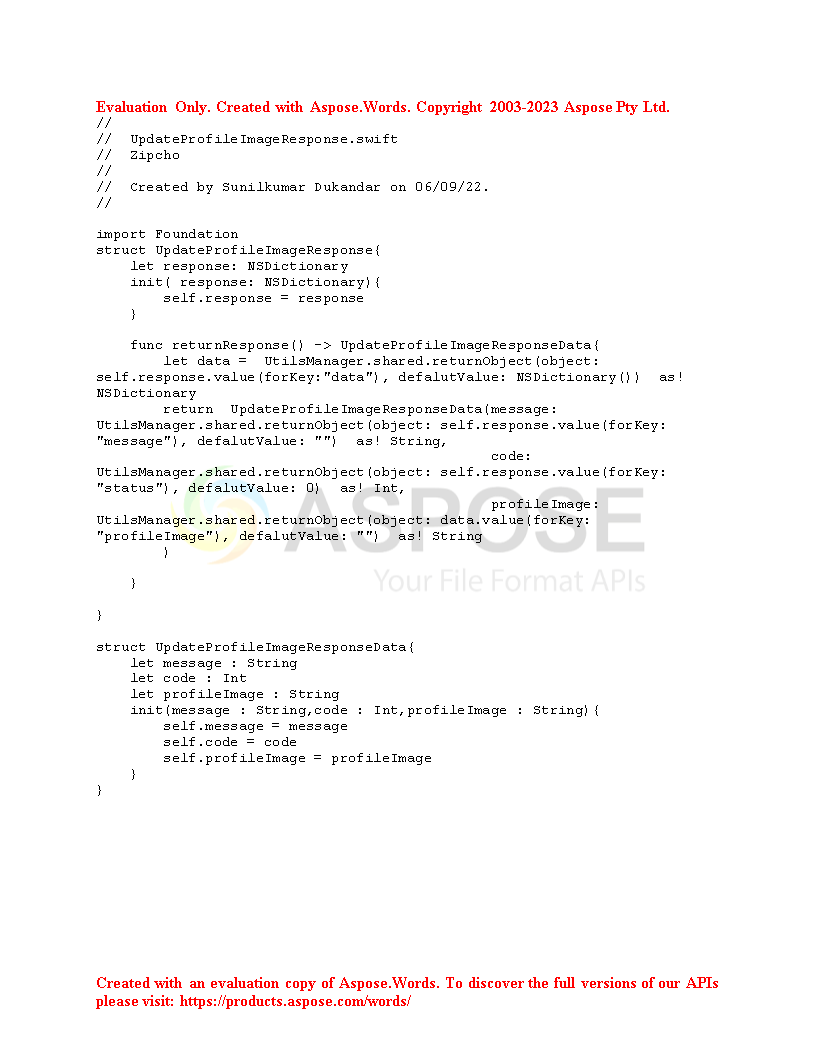 Evaluation Only. Created with Aspose.Words. Copyright 2003-2023 Aspose Pty Ltd.
//
//  UpdateProfileImageResponse.swift
//  Zipcho
//
//  Created by Sunilkumar Dukandar on 06/09/22.
//
import Foundation
struct UpdateProfileImageResponse{
    let response: NSDictionary
    init( response: NSDictionary){
        self.response = response
    }
    func returnResponse() -> UpdateProfileImageResponseData{
        let data =  UtilsManager.shared.returnObject(object:
self.response.value(forKey:"data"), defalutValue: NSDictionary())  as!
NSDictionary
        return  UpdateProfileImageResponseData(message:
UtilsManager.shared.returnObject(object: self.response.value(forKey:
"message"), defalutValue: "")  as! String,
                                               code:
UtilsManager.shared.returnObject(object: self.response.value(forKey:
"status"), defalutValue: 0)  as! Int,
                                               profileImage:
UtilsManager.shared.returnObject(object: data.value(forKey:
"profileImage"), defalutValue: "")  as! String
        )
ASPOSE
Your File Format APIs
    }
}
struct UpdateProfileImageResponseData{
    let message : String
    let code : Int
    let profileImage : String
    init(message : String,code : Int,profileImage : String){
        self.message = message
        self.code = code
        self.profileImage = profileImage
    }
}
Created with an evaluation copy of Aspose.Words. To discover the full versions of our APIs
please visit: https://products.aspose.com/words/